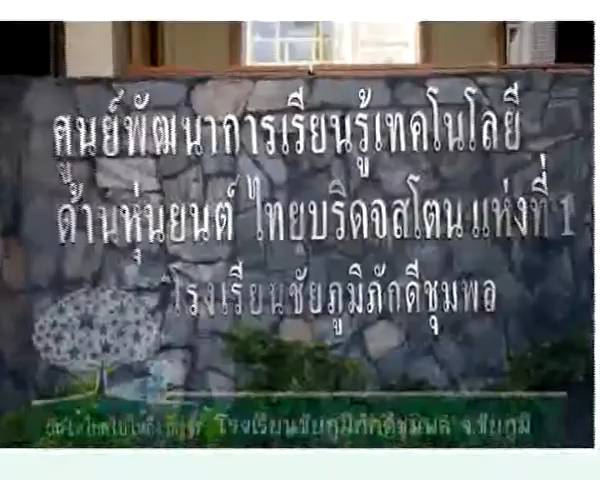 ศูนย์พัฒนาการเรียนรู้เทคโนโลยี
ด้านหุ่นยนต์ ไทยบริดจสโตน แห่งที่ 1
โรงเรียนชัยภูมิภักดีชุมพล
โรงเรียนชัยภูมิภักดีชุมพล จ.ชัยภูมิ